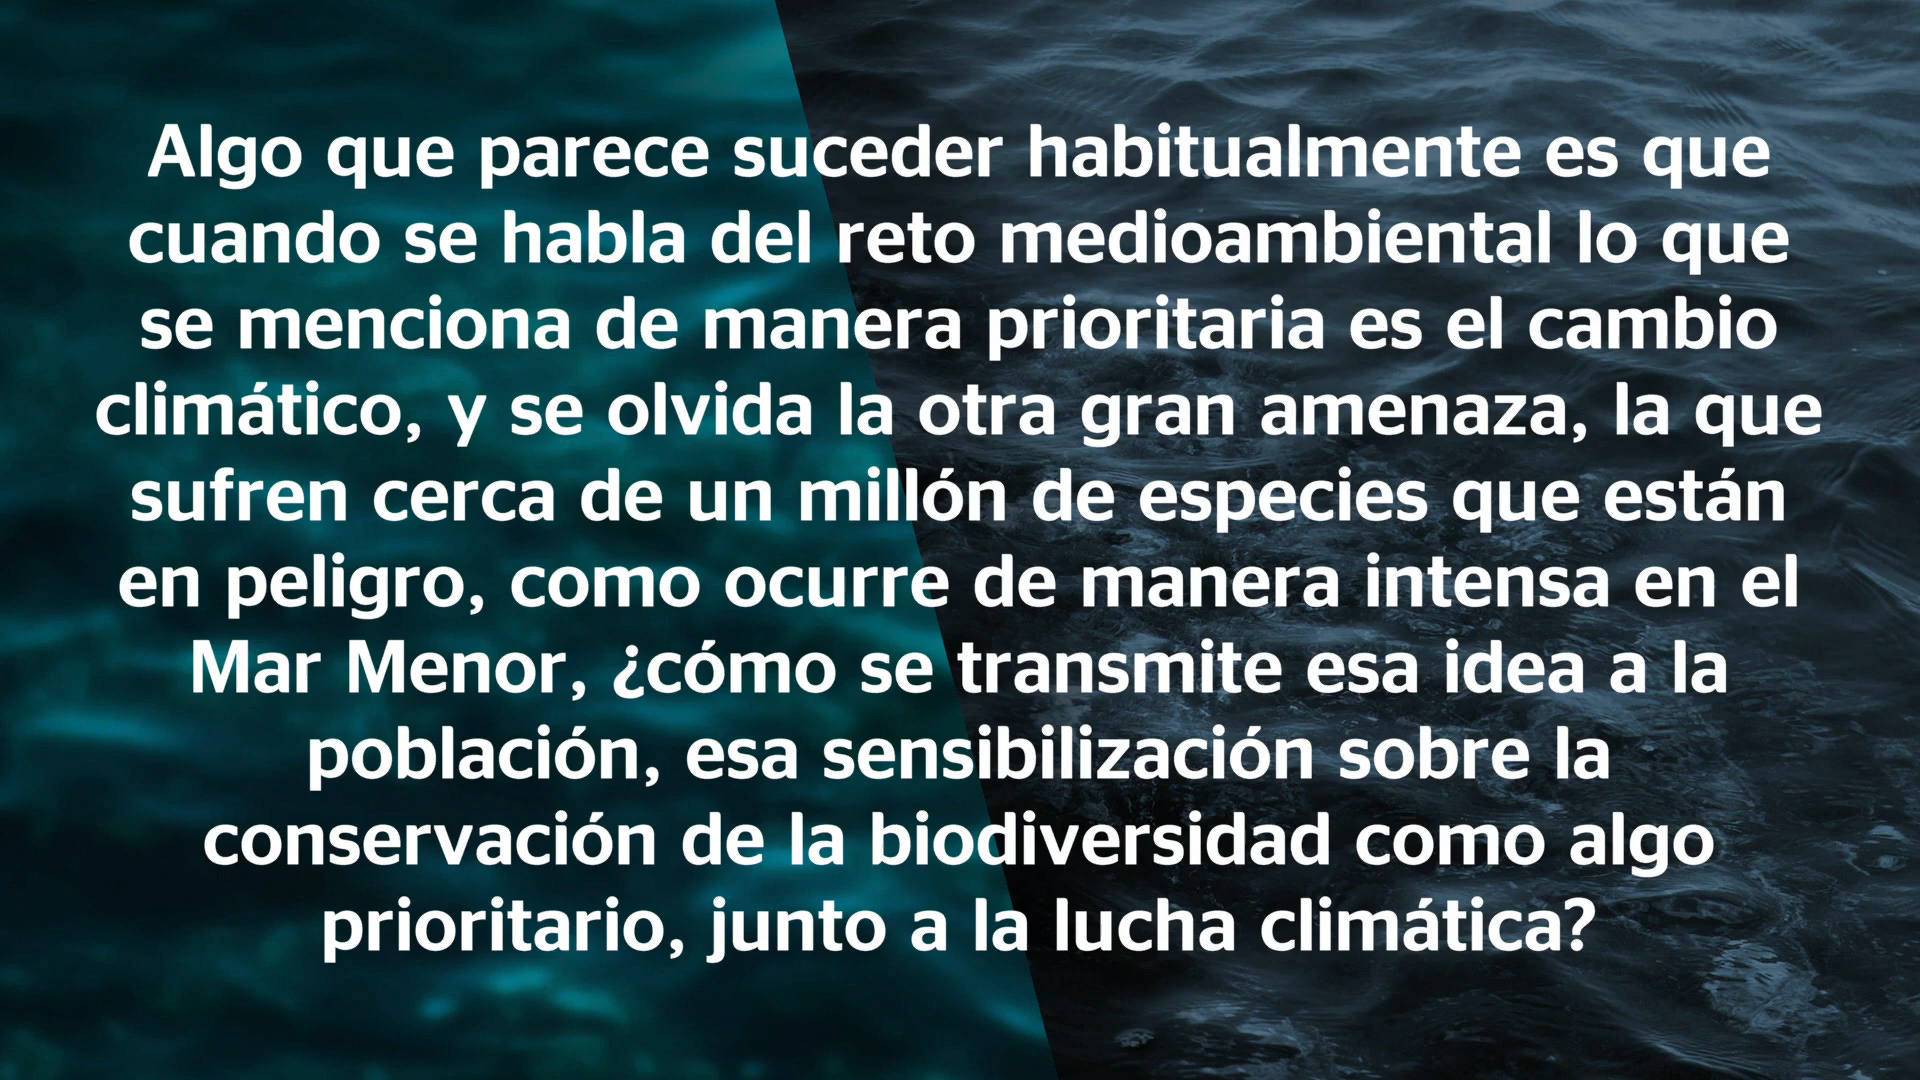 Algo que parece suceder habitualmente es que
cuando se habla del reto medioambiental lo que
se menciona de manera prioritaria es el cambio
climático, y se olvida la otra gran amenaza, la que
sufren cerca de un millón de especies que están
en peligro, como ocurre de manera intensa en el
Mar Menor, ¿cómo se transmite esa idea a la
población, esa sensibilización sobre la
conservación de la biodiversidad como algo
prioritario, junto a la lucha climática?